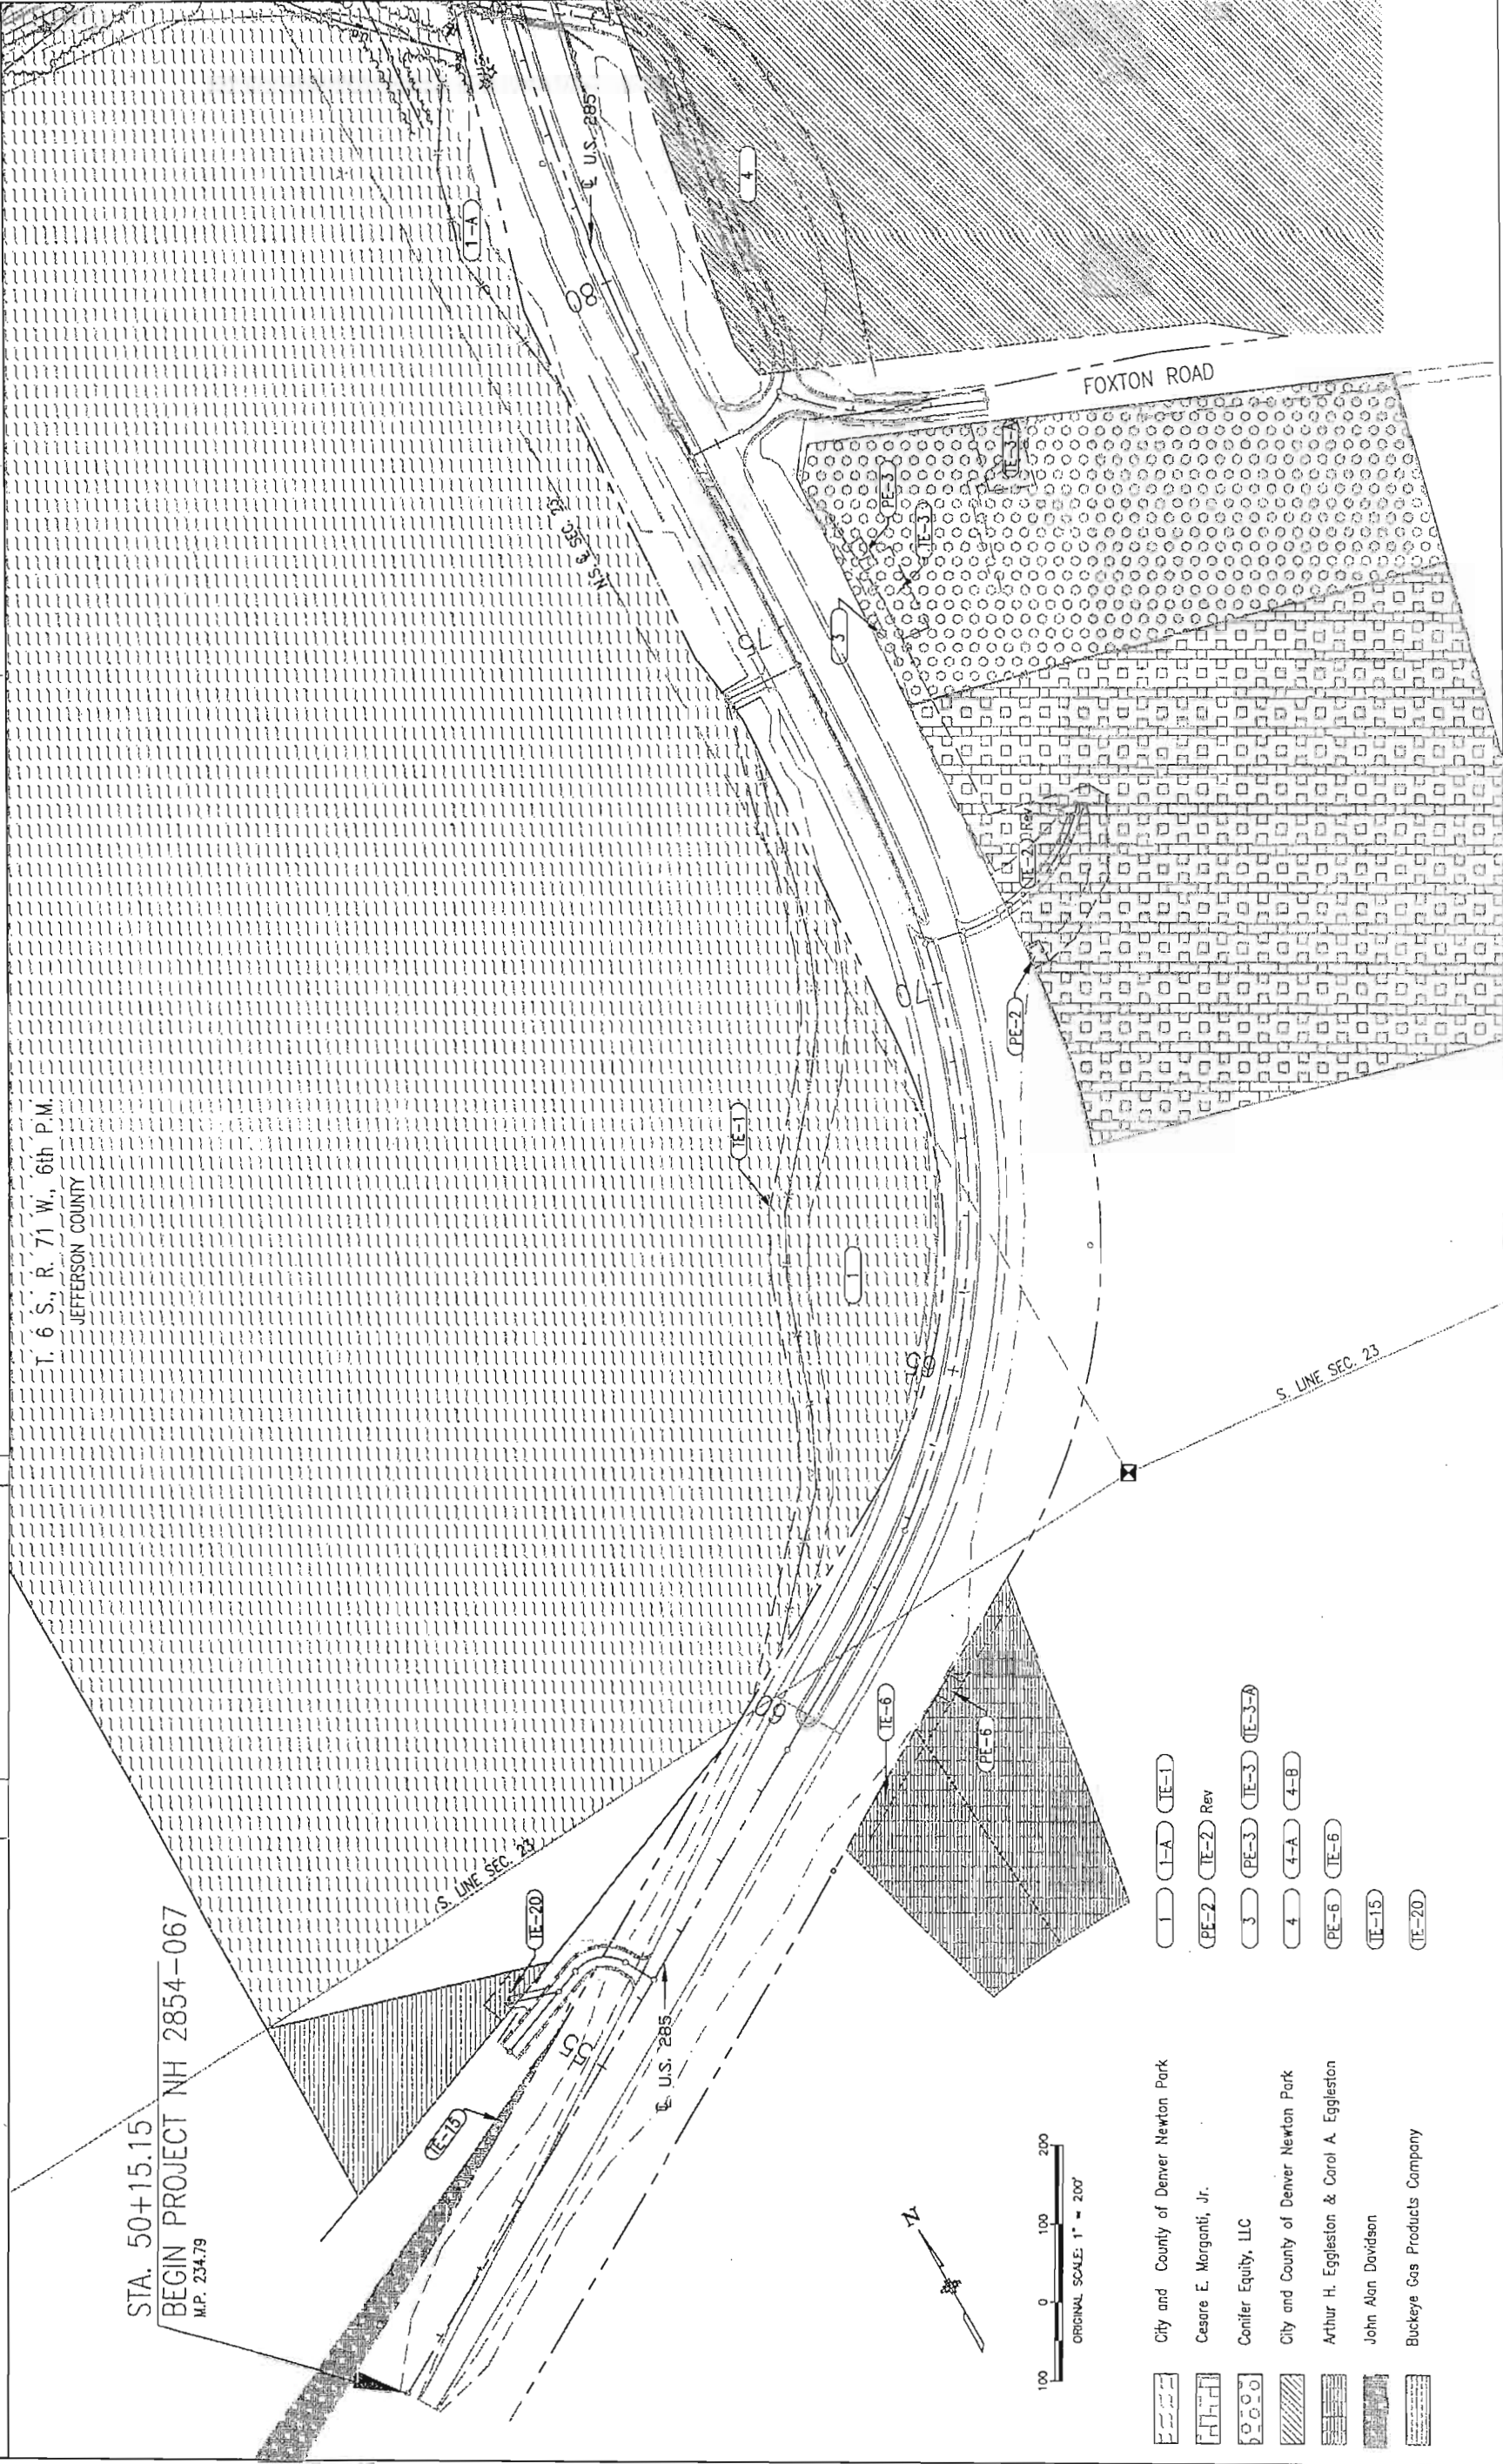 T. 6 S., R. 71 W., 6th P.M.
JEFFERSON COUNTY
STA. 50+15.15
BEGIN PROJECT NH 2854-067
M.P. 234.79
S. LINE SEC. 23
TE-20
TE-15
55
℄ U.S. 285
60
TE-6
PE-6
65
1
TE-1
S. LINE SEC. 23
70
PE-2
TE-2 Rev
75
3
TE-3
PE-3
TE-3-A
FOXTON ROAD
80
1-A
℄ U.S. 285
4
N
100 0 100 200
ORIGINAL SCALE: 1" = 200'
City and County of Denver Newton Park 1 1-A TE-1
Cesare E. Morganti, Jr. PE-2 TE-2 Rev
Conifer Equity, LLC 3 PE-3 TE-3 TE-3-A
City and County of Denver Newton Park 4 4-A 4-B
Arthur H. Eggleston & Carol A. Eggleston PE-6 TE-6
John Alan Davidson TE-15
Buckeye Gas Products Company TE-20